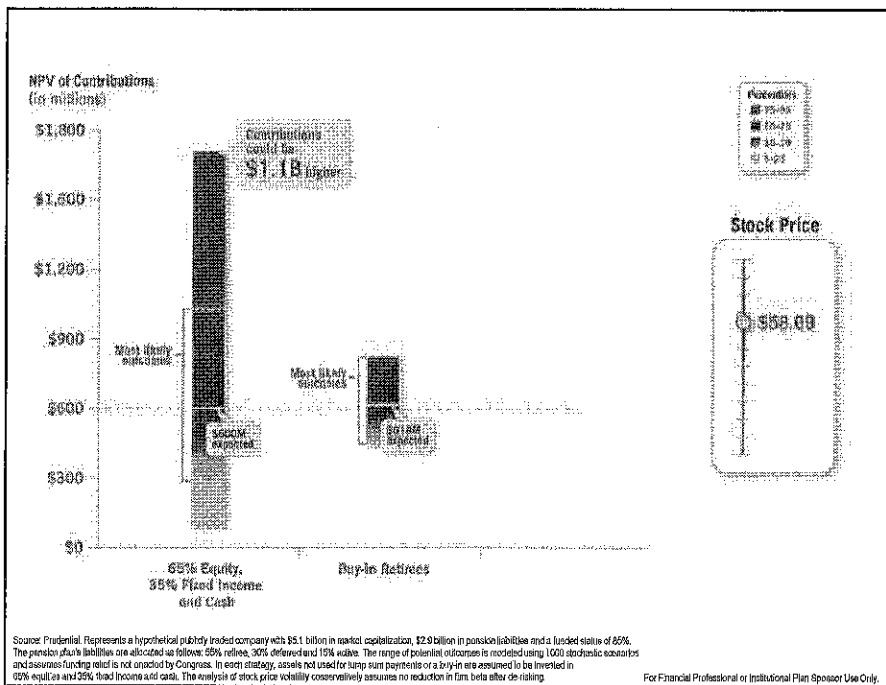 NPV of Contributions
(in millions)
$1,800
$1,500
$1,200
$900
$600
$300
$0
Contributions
could be
$1.1B higher
Most likely
outcomes
Most likely
outcomes
$600M
expected
expected
65% Equity,
35% Fixed Income
and Cash
Buy-in Retirees
Percentiles
Stock Price
Source: Prudential. Represents a hypothetical publicly traded company with $5.1 billion in market capitalization, $2.9 billion in pension liabilities and a funded status of 85%.
The pension plan's liabilities are allocated as follows: 55% retiree, 30% deferred and 15% active. The range of potential outcomes is modeled using 1000 stochastic scenarios
and assumes funding relief is not enacted by Congress. In each strategy, assets not used for lump sum payments or a buy-in are assumed to be invested in
65% equities and 35% fixed income and cash. The analysis of stock price volatility conservatively assumes no reduction in firm beta after de-risking.
For Financial Professional or Institutional Plan Sponsor Use Only.